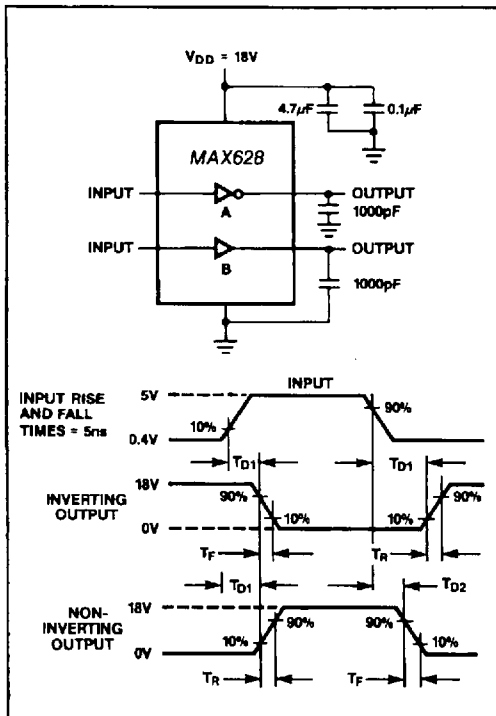 VDD = 18V
4.7µF 0.1µF
MAX628
INPUT OUTPUT
A
1000pF
INPUT OUTPUT
B
1000pF
INPUT RISE
AND FALL
TIMES = 5ns
5V
INPUT
90%
10%
0.4V
TD1 TD1
INVERTING
OUTPUT
18V
90% 90%
0V
10% 10%
TF TR
TD1 TD2
NON-
INVERTING
OUTPUT
18V
90% 90%
10% 10%
0V
TR TF